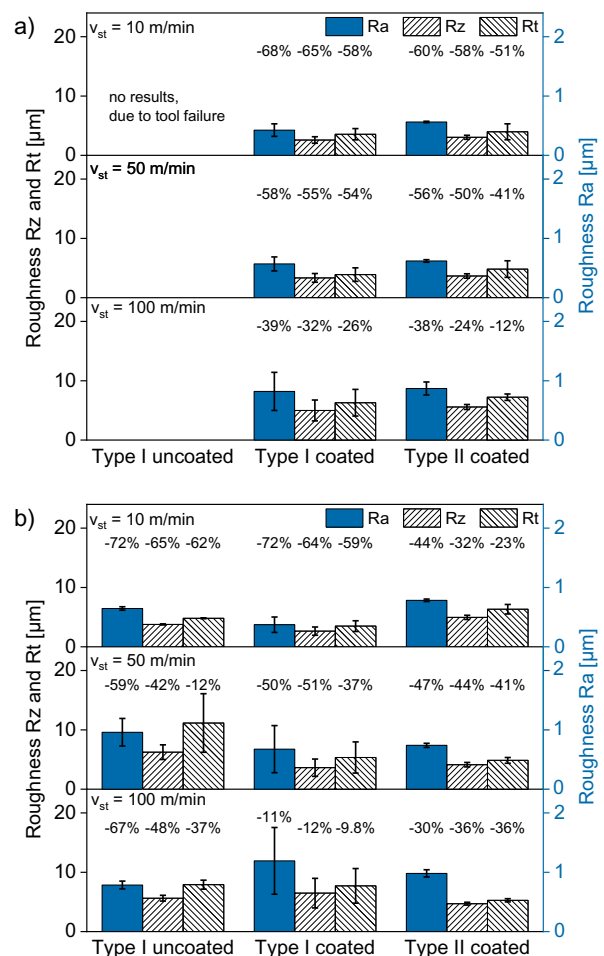 a)
v_st = 10 m/min
Ra Rz Rt
20
10
0
2
1
0
-68% -65% -58%
-60% -58% -51%
no results,
due to tool failure
v_st = 50 m/min
20
10
0
2
1
0
-58% -55% -54%
-56% -50% -41%
v_st = 100 m/min
20
10
0
2
1
0
-39% -32% -26%
-38% -24% -12%
Roughness Rz and Rt [µm]
Roughness Ra [µm]
Type I uncoated Type I coated Type II coated
b)
v_st = 10 m/min
Ra Rz Rt
20
10
0
2
1
0
-72% -65% -62%
-72% -64% -59%
-44% -32% -23%
v_st = 50 m/min
20
10
0
2
1
0
-59% -42% -12%
-50% -51% -37%
-47% -44% -41%
v_st = 100 m/min
20
10
0
2
1
0
-67% -48% -37%
-11% -12% -9.8%
-30% -36% -36%
Roughness Rz and Rt [µm]
Roughness Ra [µm]
Type I uncoated Type I coated Type II coated